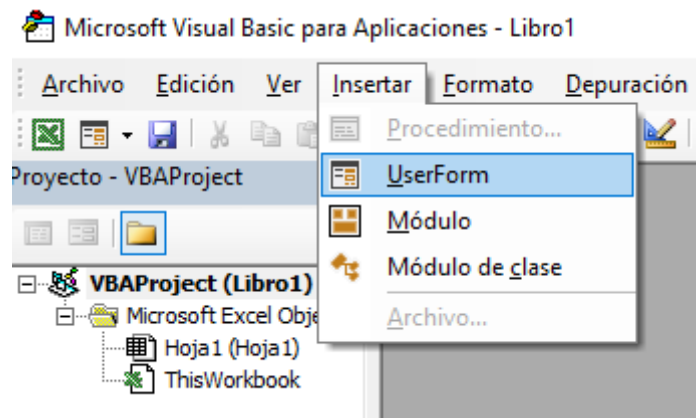 Microsoft Visual Basic para Aplicaciones - Libro1
Archivo Edición Ver Insertar Formato Depuración
Procedimiento...
Proyecto - VBAProject
UserForm
Módulo
Módulo de clase
VBAProject (Libro1)
Microsoft Excel Obje
Archivo...
Hoja1 (Hoja1)
ThisWorkbook